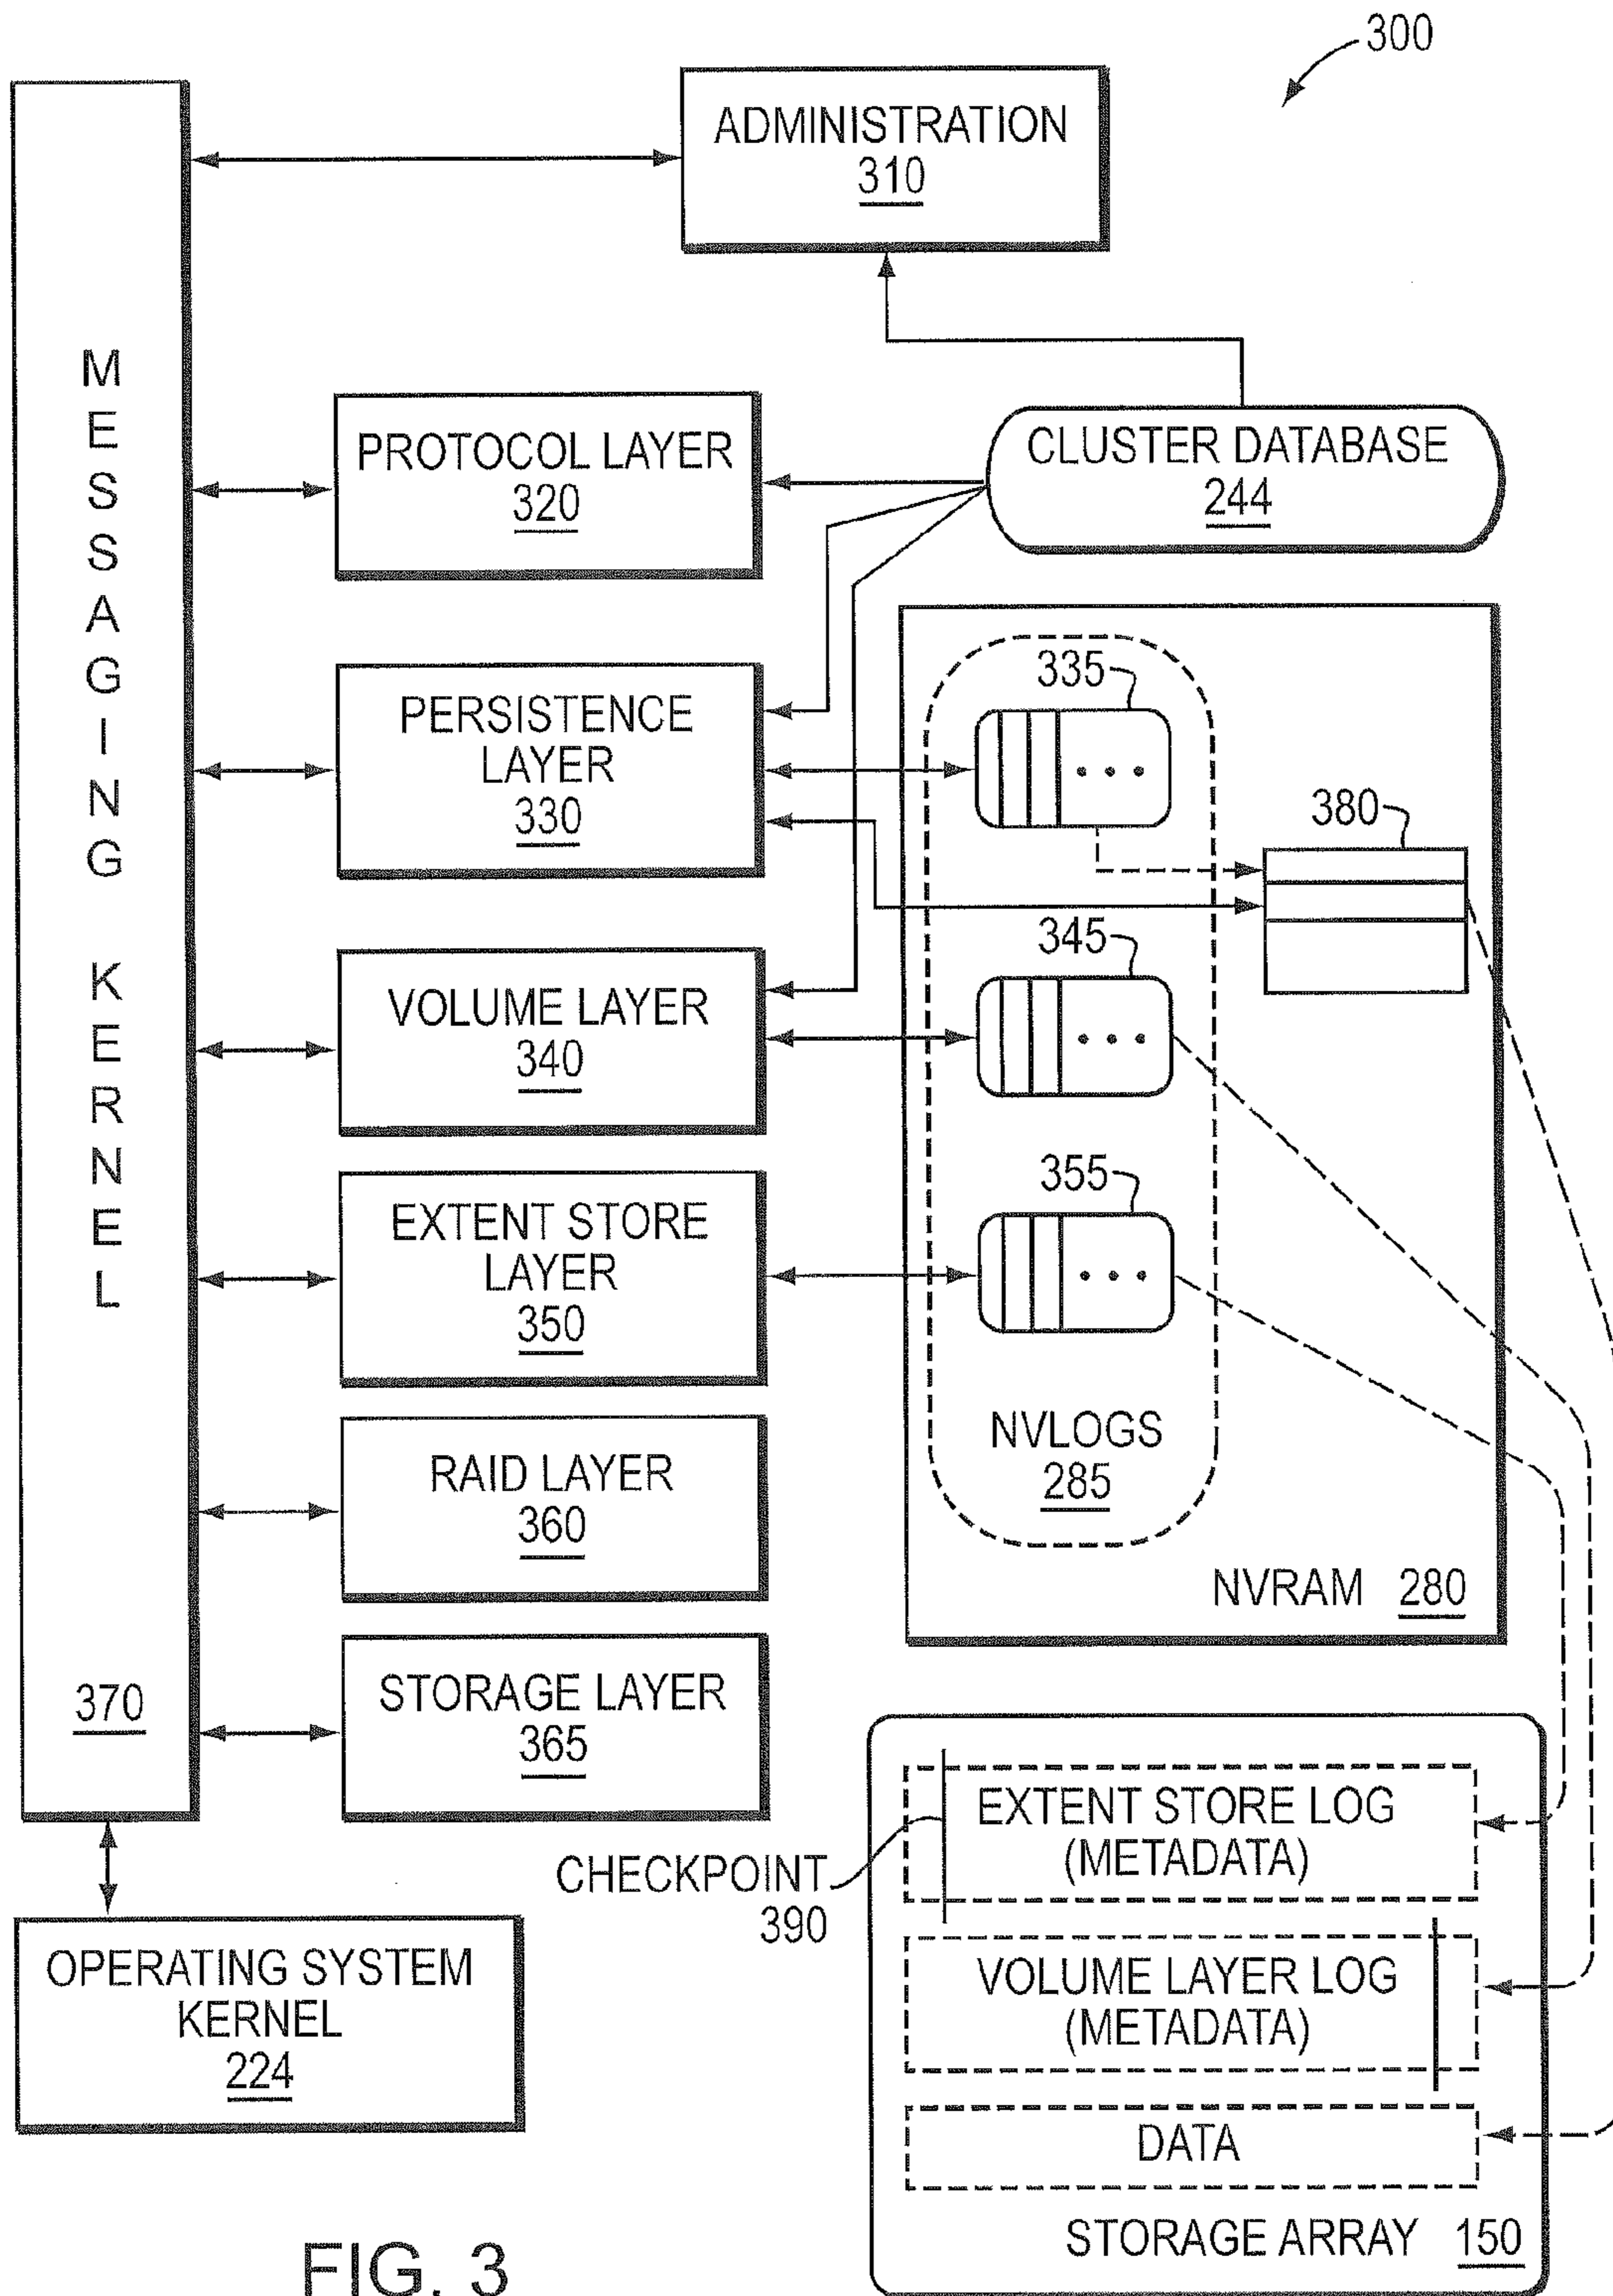 300
ADMINISTRATION
310
MESSAGING KERNEL
370
PROTOCOL LAYER
320
CLUSTER DATABASE
244
PERSISTENCE
LAYER
330
335
380
VOLUME LAYER
340
345
EXTENT STORE
LAYER
350
355
NVLOGS
285
RAID LAYER
360
NVRAM 280
STORAGE LAYER
365
EXTENT STORE LOG
(METADATA)
CHECKPOINT
390
VOLUME LAYER LOG
(METADATA)
DATA
STORAGE ARRAY 150
OPERATING SYSTEM
KERNEL
224
FIG. 3